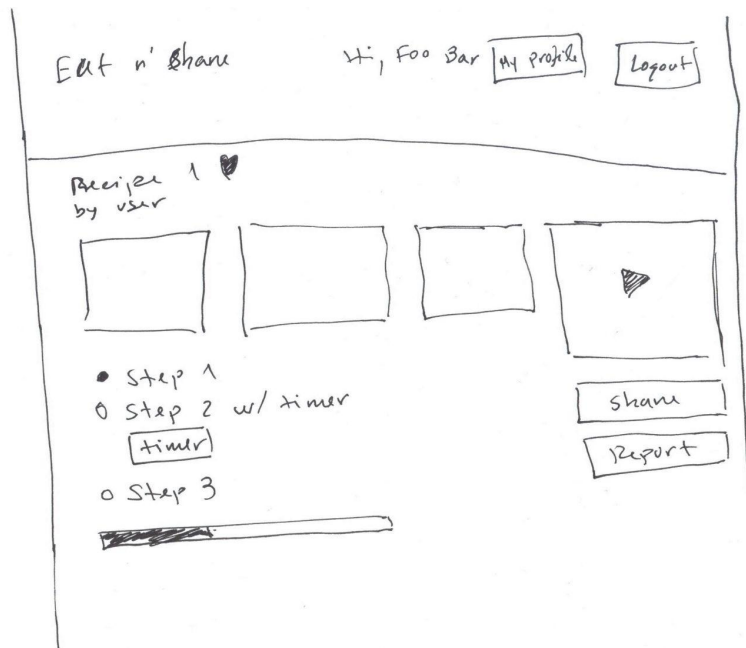 Eat n' Share
Hi, Foo Bar My profile Logout
Recipe 1
by user
Step 1
Step 2 w/ timer
timer
Step 3
Share
Report